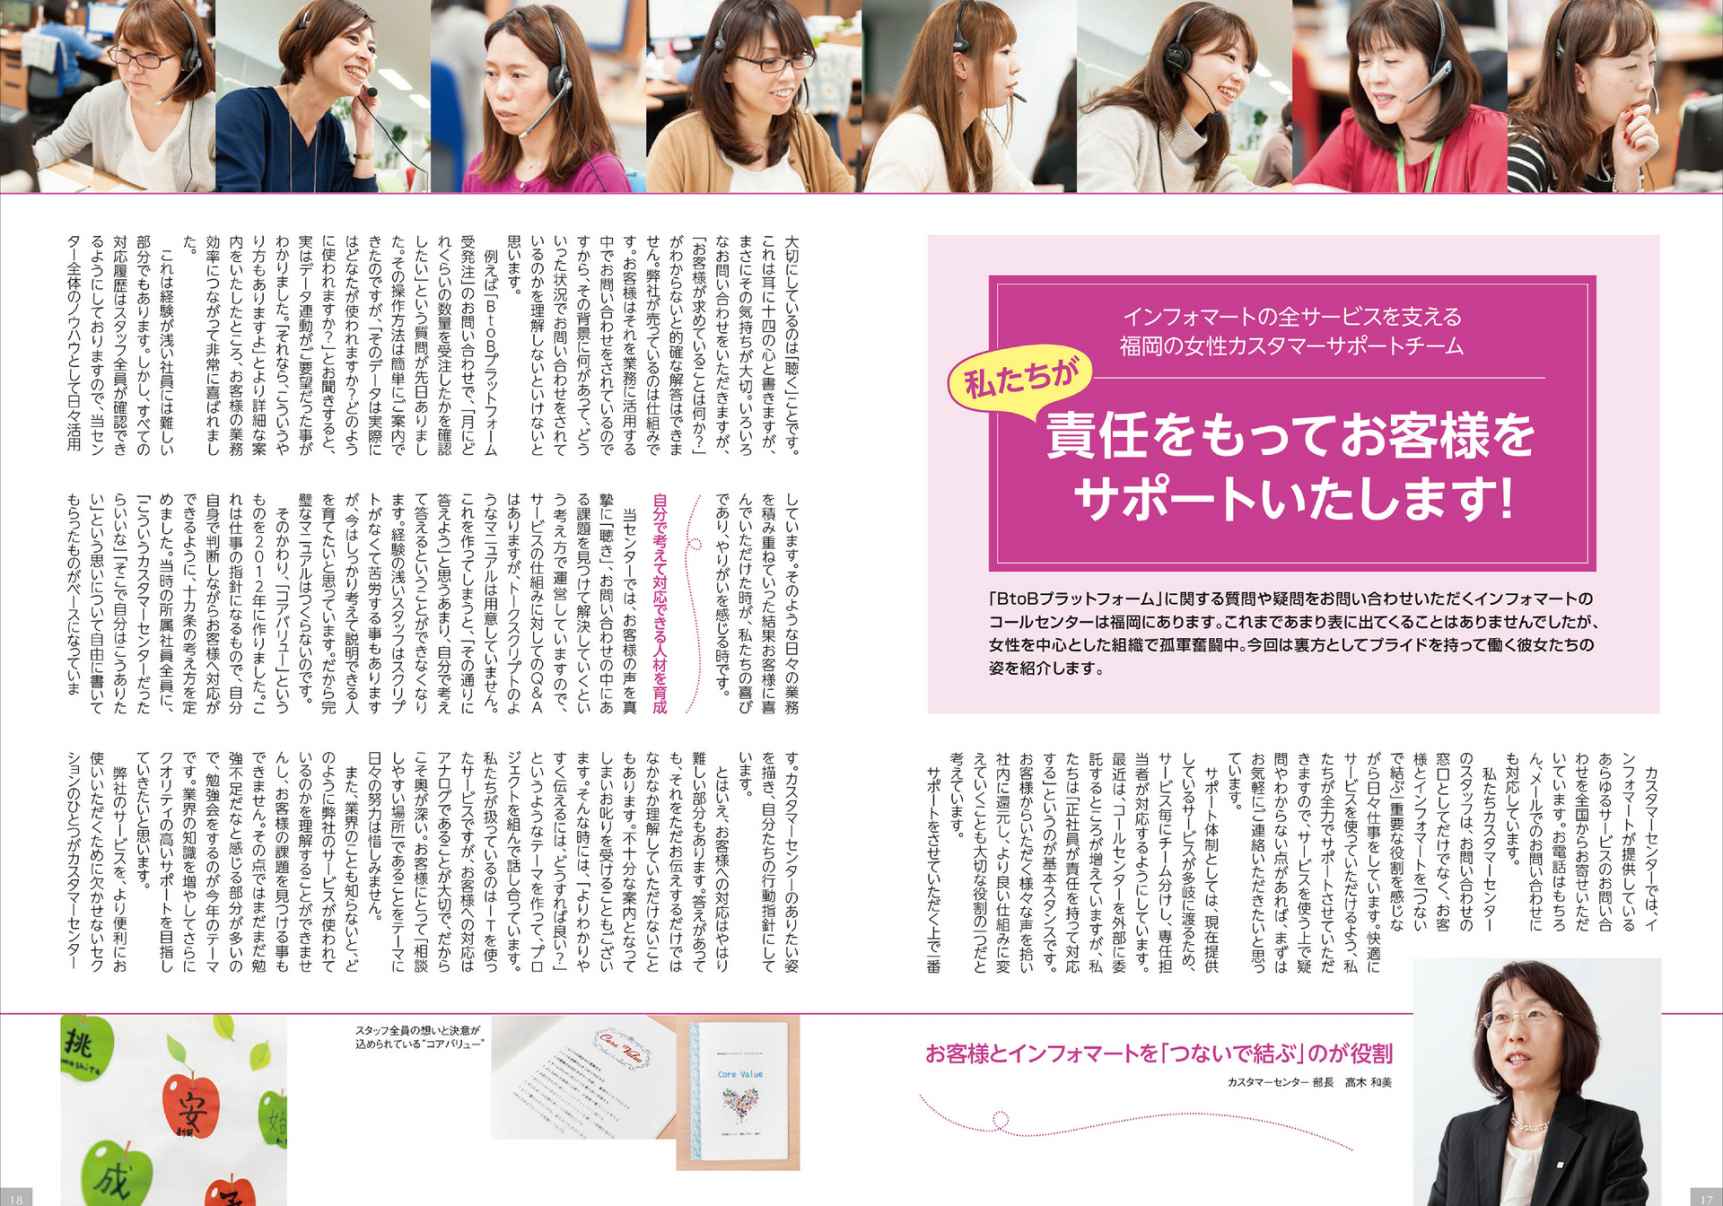 インフォマートの全サービスを支える
福岡の女性カスタマーサポートチーム
私たちが
責任をもってお客様を
サポートいたします!
「BtoBプラットフォーム」に関する質問や疑問をお問い合わせいただくインフォマートの
コールセンターは福岡にあります。これまであまり表に出てくることはありませんでしたが、
女性を中心とした組織で孤軍奮闘中。今回は裏方としてプライドを持って働く彼女たちの
姿を紹介します。
お客様とインフォマートを「つないで結ぶ」のが役割
カスタマーセンター 部長 髙木 和美
カスタマーセンターでは、イ
ンフォマートが提供している
あらゆるサービスのお問い合
わせを全国からお寄せいただ
いています。お電話はもちろ
ん、メールでのお問い合わせに
も対応しています。
私たちカスタマーセンター
のスタッフは、お問い合わせの
窓口としてだけでなく、お客
様とインフォマートを「つない
で結ぶ」重要な役割を感じな
がら日々仕事をしています。快適に
サービスを使っていただけるよう、私
たちが全力でサポートさせていただ
きますので、サービスを使う上で疑
問やわからない点があれば、まずは
お気軽にご連絡いただきたいと思う
ています。
サポート体制としては、現在提供
しているサービスが多岐に渡るため、
サービス毎にチーム分けし、専任担
当者が対応するようにしています。
最近は、コールセンターを外部に委
託するところが増えていますが、私
たちは「正社員が責任を持って対応
する」というのが基本スタンスです。
お客様からいただく様々な声を拾い
社内に還元し、より良い仕組みに変
えていくことも大切な役割の一つだと
考えています。
サポートをさせていただく上で一番
大切にしているのは「聴く」ことです。
これは耳に十四の心と書きますが、
まさにその気持ちが大切。いろいろ
なお問い合わせをいただきますが、
「お客様が求めていることは何か?」
がわからないと的確な解答はできま
せん。弊社が売っているのは仕組みで
す。お客様はそれを業務に活用する
中でお問い合わせをされているので
すから、その背景に何があって、どう
いった状況でお問い合わせをされて
いるのかを理解しないといけないと
思います。
例えば「BtoBプラットフォーム
受発注」のお問い合わせで、「月にど
れくらいの数量を受注したかを確認
したい」という質問が先日ありまし
た。その操作方法は簡単にご案内で
きたのですが、「そのデータは実際に
はどなたが使われますか?どのよう
に使われますか?」とお聞きすると、
実はデータ連動がご要望だった事が
わかりました。「それなら、こういうや
り方もありますよ」とより詳細な案
内をいたしたところ、お客様の業務
効率につながって非常に喜ばれまし
た。
これは経験が浅い社員には難しい
部分でもあります。しかし、すべての
対応履歴はスタッフ全員が確認でき
るようにしておりますので、当セン
ター全体のノウハウとして日々活用
しています。そのような日々の業務
を積み重ねていった結果お客様に喜
んでいただけた時が、私たちの喜び
であり、やりがいを感じる時です。
自分で考えて対応できる人材を育成
当センターでは、お客様の声を真
摯に「聴き」、お問い合わせの中にあ
る課題を見つけて解決していくとい
う考え方で運営していますので、
サービスの仕組みに対してのQ&A
はありますが、トークスクリプトのよ
うなマニュアルは用意していません。
これを作ってしまうと、「その通りに
答えよう」と思うあまり、自分で考え
て答えるということができなくなり
ます。経験の浅いスタッフはスクリプ
トがなくて苦労する事もあります
が、今はしっかり考えて説明できる人
を育てたいと思っています。だから完
璧なマニュアルはつくらないのです。
そのかわり、「コアバリュー」という
ものを2012年に作りました。こ
れは仕事の指針になるもので、自分
自身で判断しながらお客様へ対応が
できるように、十カ条の考え方を定
めました。当時の所属社員全員に、
「こういうカスタマーセンターだった
らいいな」「そこで自分はこうありた
い」という思いについて自由に書いて
もらったものがベースになっていま
す。カスタマーセンターのありたい姿
を描き、自分たちの行動指針にして
います。
とはいえ、お客様への対応はやはり
難しい部分もあります。答えがあって
も、それをただお伝えするだけでは
なかなか理解していただけないこと
もあります。不十分な案内となって
しまいお叱りを受けることもござい
ます。そんな時には、「よりわかりや
すく伝えるには、どうすれば良い?」
というようなテーマを作って、プロ
ジェクトを組んで話し合っています。
私たちが扱っているのはITを使っ
たサービスですが、お客様への対応は
アナログであることが大切で、だから
こそ奥が深い。お客様にとって「相談
しやすい場所」であることをテーマに
日々の努力は惜しみません。
また、業界のことも知らないと、ど
のように弊社のサービスが使われて
いるのかを理解することができませ
んし、お客様の課題を見つける事も
できません。その点ではまだまだ勉
強不足だなと感じる部分が多いの
で、勉強会をするのが今年のテーマ
です。業界の知識を増やしてさらに
クオリティの高いサポートを目指し
ていきたいと思います。
弊社のサービスを、より便利にお
使いいただくために欠かせないセク
ションのひとつがカスタマーセンター
スタッフ全員の想いと決意が
込められている“コアバリュー”
Core Value
Core Value
挑
安
成
18
17